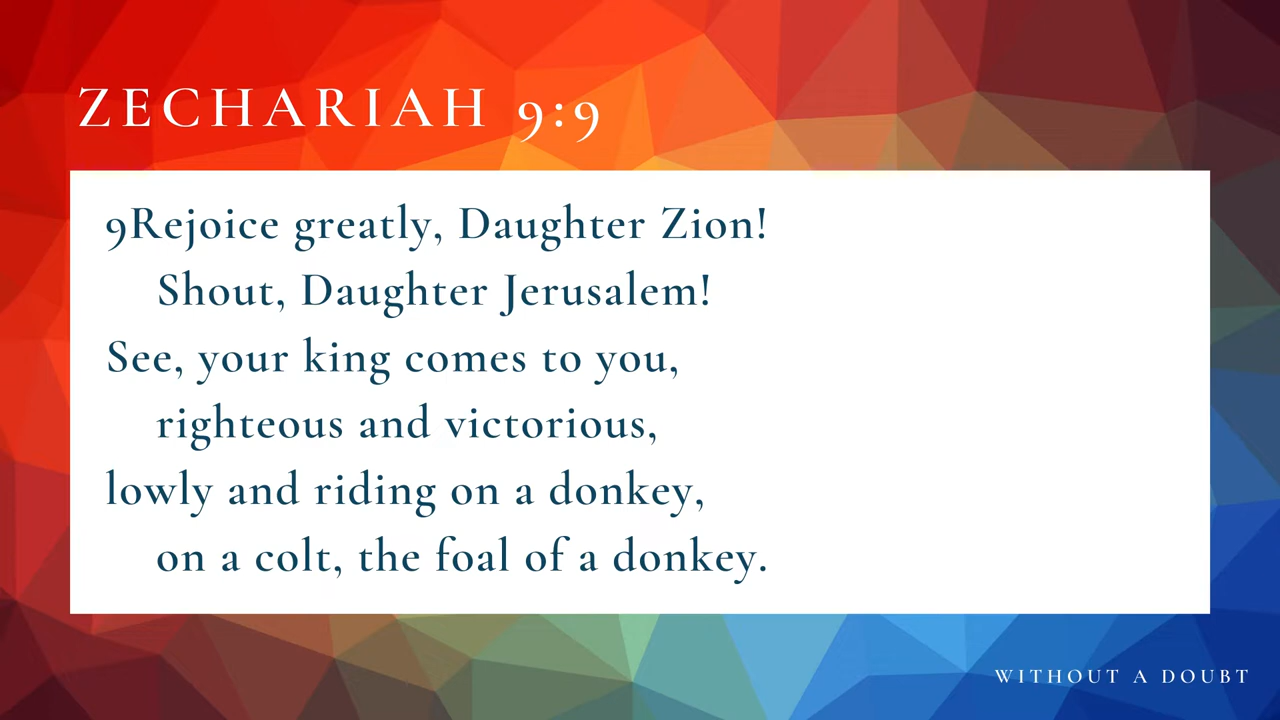 ZECHARIAH 9:9
9Rejoice greatly, Daughter Zion!
Shout, Daughter Jerusalem!
See, your king comes to you,
righteous and victorious,
lowly and riding on a donkey,
on a colt, the foal of a donkey.
WITHOUT A DOUBT